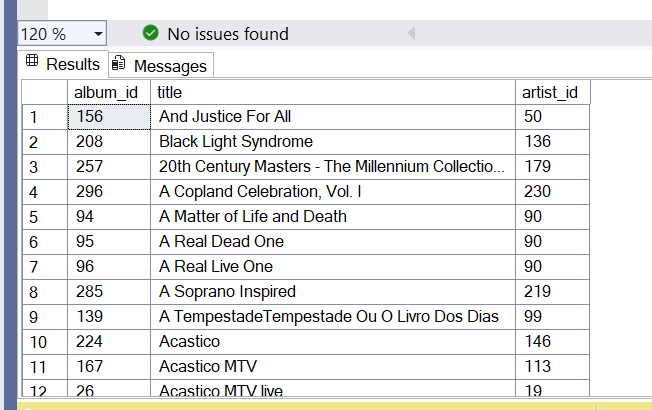 120 % No issues found
Results Messages
album_id title artist_id
1 156 And Justice For All 50
2 208 Black Light Syndrome 136
3 257 20th Century Masters - The Millennium Collectio... 179
4 296 A Copland Celebration, Vol. I 230
5 94 A Matter of Life and Death 90
6 95 A Real Dead One 90
7 96 A Real Live One 90
8 285 A Soprano Inspired 219
9 139 A TempestadeTempestade Ou O Livro Dos Dias 99
10 224 Acastico 146
11 167 Acastico MTV 113
12 26 Acastico MTV live 19